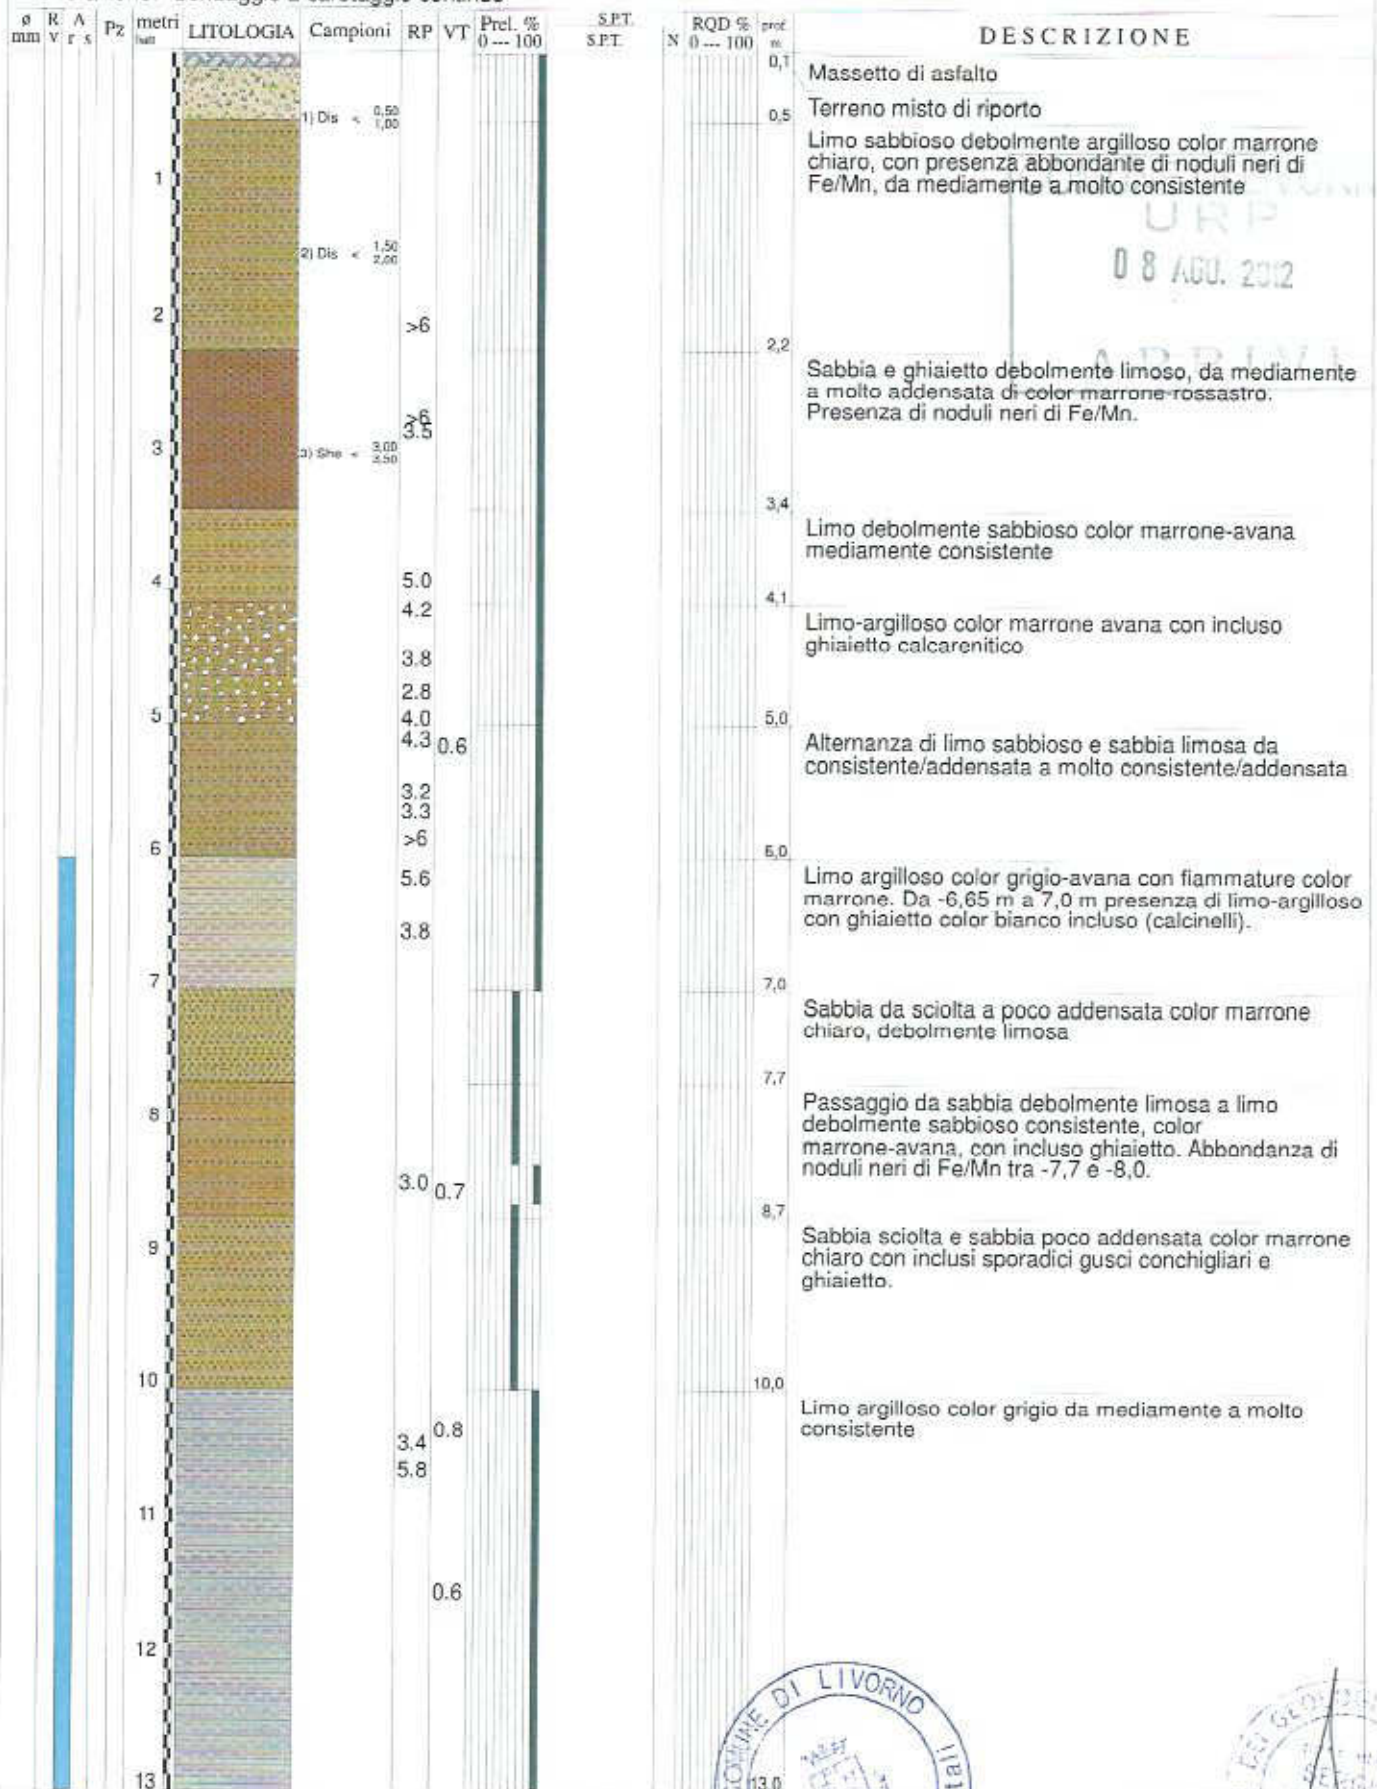 ø mm
R v
A r s
Pz
metri batt
LITOLOGIA
Campioni
RP
VT
Prel. % 0 --- 100
S.P.T.
S.P.T.
N
RQD % 0 --- 100
prof. m
DESCRIZIONE
0,1
Massetto di asfalto
Terreno misto di riporto
1) Dis < 0,50 1,00
0,5
Limo sabbioso debolmente argilloso color marrone
chiaro, con presenza abbondante di noduli neri di
Fe/Mn, da mediamente a molto consistente
1
URP
2) Dis < 1,50 2,00
08 AGO. 2012
2
>6
2,2
ARRIVI
Sabbia e ghiaietto debolmente limoso, da mediamente
a molto addensata di color marrone-rossastro.
Presenza di noduli neri di Fe/Mn.
>6
3.5
3
3) She < 3,00 3,50
3,4
Limo debolmente sabbioso color marrone-avana
mediamente consistente
4
5.0
4.2
4,1
Limo-argilloso color marrone avana con incluso
ghiaietto calcarenitico
3.8
2.8
5
4.0
5,0
4.3 0.6
Alternanza di limo sabbioso e sabbia limosa da
consistente/addensata a molto consistente/addensata
3.2
3.3
>6
6
6,0
5.6
Limo argilloso color grigio-avana con fiammature color
marrone. Da -6,65 m a 7,0 m presenza di limo-argilloso
con ghiaietto color bianco incluso (calcinelli).
3.8
7
7,0
Sabbia da sciolta a poco addensata color marrone
chiaro, debolmente limosa
7,7
8
Passaggio da sabbia debolmente limosa a limo
debolmente sabbioso consistente, color
marrone-avana, con incluso ghiaietto. Abbondanza di
noduli neri di Fe/Mn tra -7,7 e -8,0.
3.0 0.7
8,7
9
Sabbia sciolta e sabbia poco addensata color marrone
chiaro con inclusi sporadici gusci conchigliari e
ghiaietto.
10
10,0
Limo argilloso color grigio da mediamente a molto
consistente
3.4 0.8
5.8
11
0.6
12
COMUNE DI LIVORNO
13
13,0